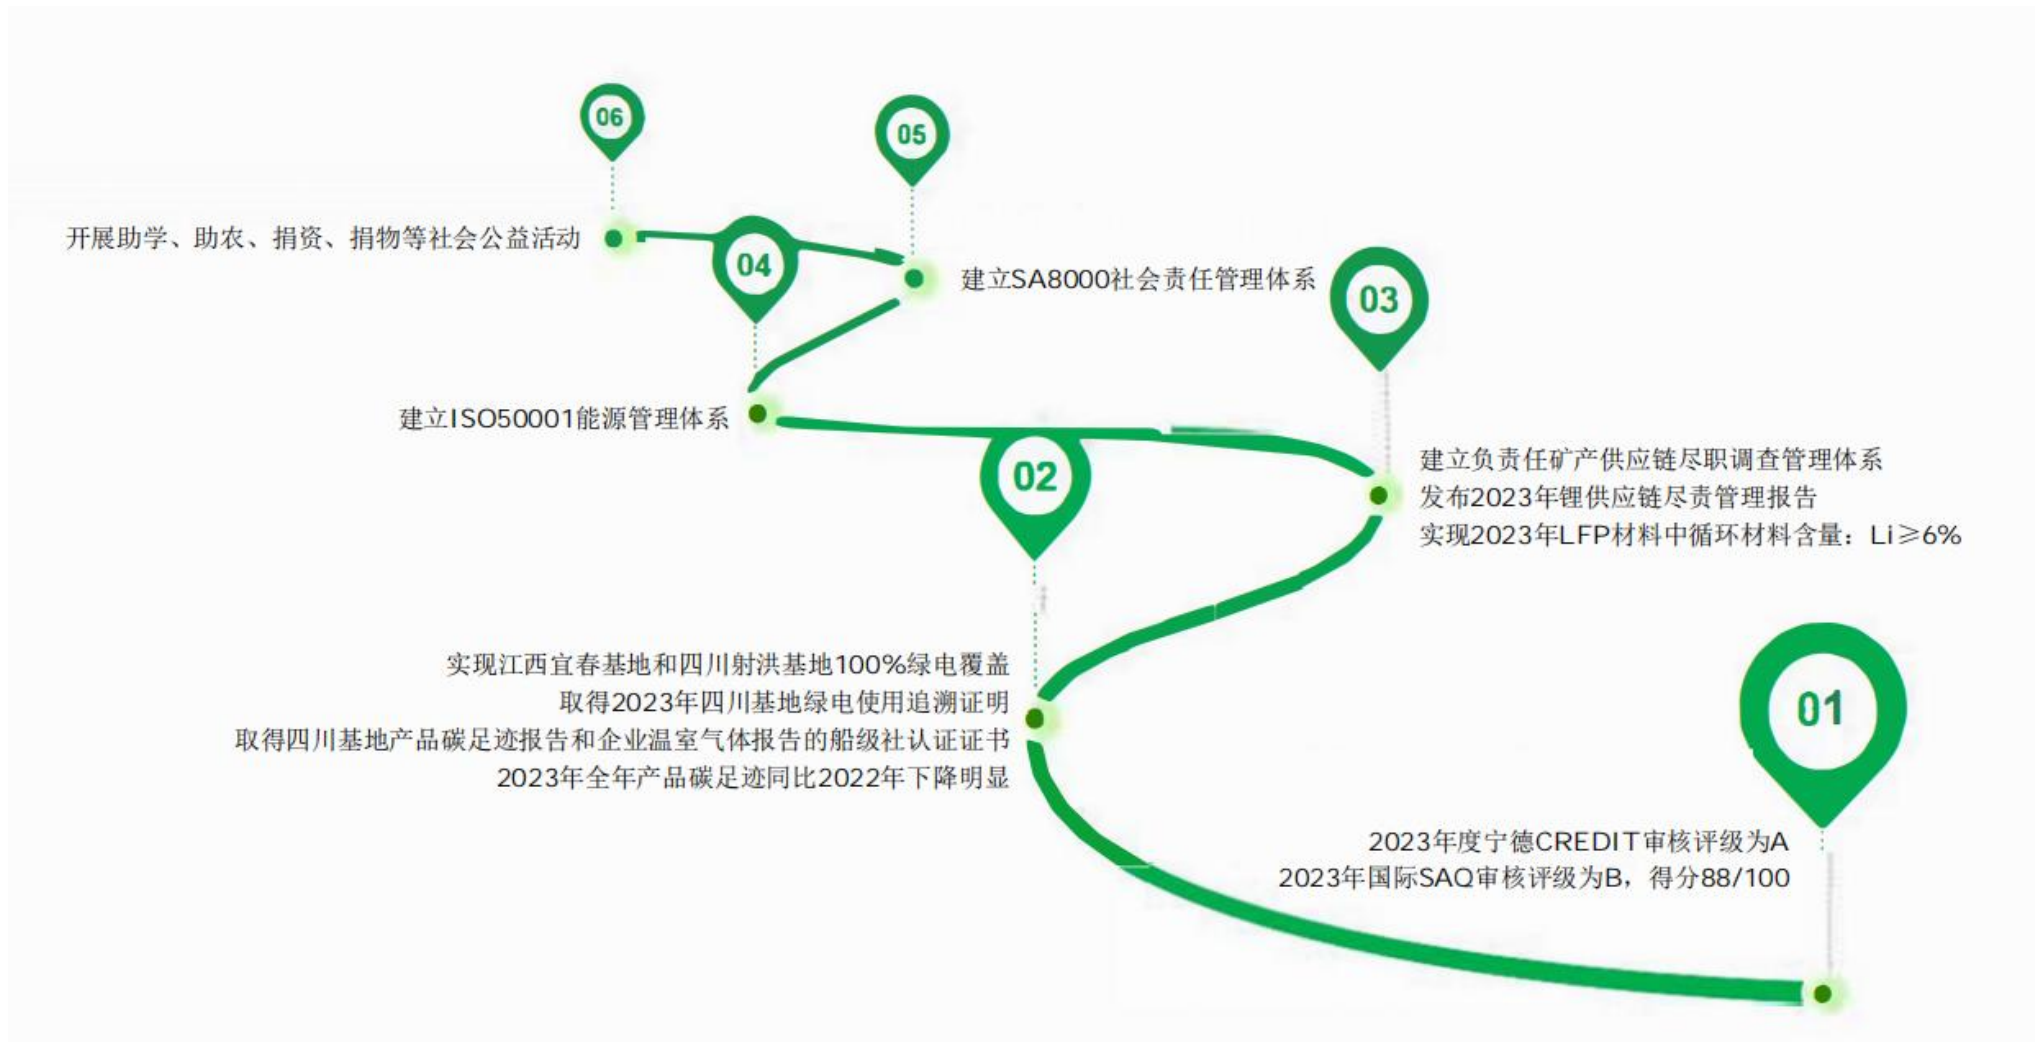 06
开展助学、助农、捐资、捐物等社会公益活动
05
建立SA8000社会责任管理体系
04
建立ISO50001能源管理体系
03
建立负责任矿产供应链尽职调查管理体系
发布2023年锂供应链尽责管理报告
实现2023年LFP材料中循环材料含量：Li≥6%
02
实现江西宜春基地和四川射洪基地100%绿电覆盖
取得2023年四川基地绿电使用追溯证明
取得四川基地产品碳足迹报告和企业温室气体报告的船级社认证证书
2023年全年产品碳足迹同比2022年下降明显
01
2023年度宁德CREDIT审核评级为A
2023年国际SAQ审核评级为B，得分88/100